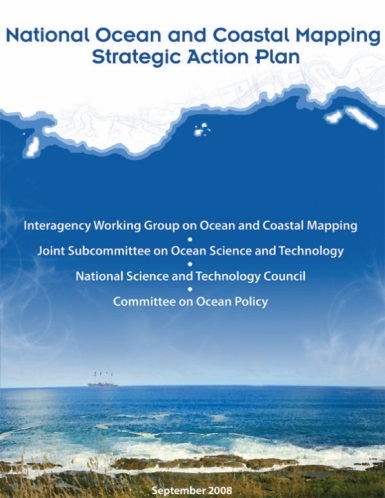 National Ocean and Coastal Mapping
Strategic Action Plan
Interagency Working Group on Ocean and Coastal Mapping
•
Joint Subcommittee on Ocean Science and Technology
•
National Science and Technology Council
•
Committee on Ocean Policy
September 2008